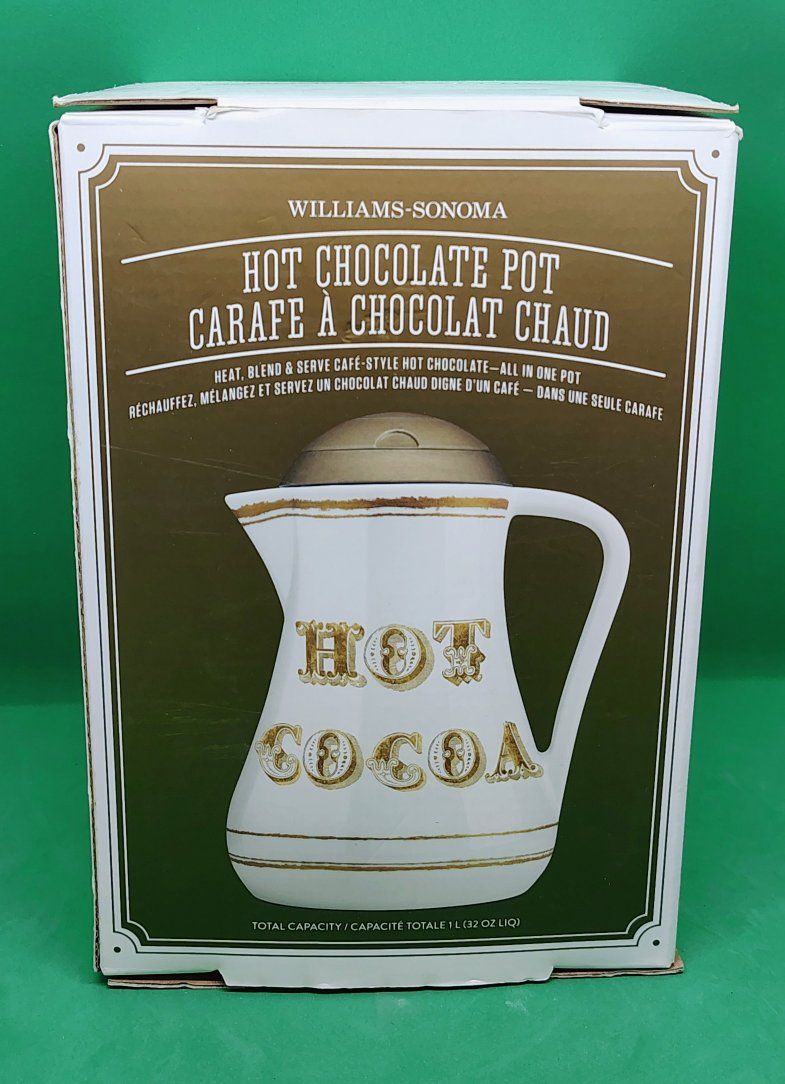 WILLIAMS-SONOMA
HOT CHOCOLATE POT
CARAFE À CHOCOLAT CHAUD
HEAT, BLEND & SERVE CAFÉ-STYLE HOT CHOCOLATE—ALL IN ONE POT
RÉCHAUFFEZ, MÉLANGEZ ET SERVEZ UN CHOCOLAT CHAUD DIGNE D'UN CAFÉ — DANS UNE SEULE CARAFE
HOT
COCOA
TOTAL CAPACITY / CAPACITÉ TOTALE 1 L (32 OZ LIQ)